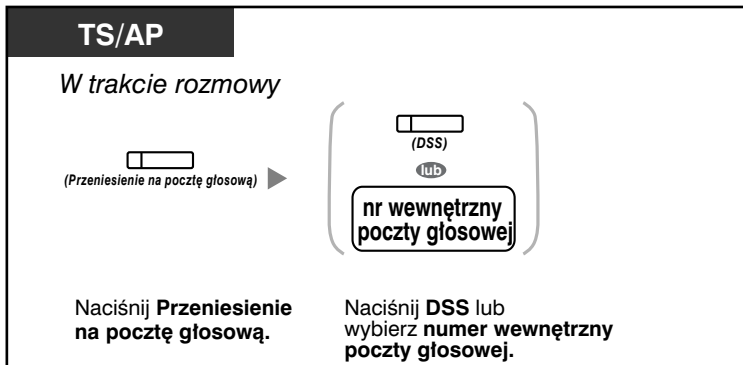 TS/AP
W trakcie rozmowy
(DSS)
(Przeniesienie na pocztę głosową)
lub
nr wewnętrzny
poczty głosowej
Naciśnij Przeniesienie
na pocztę głosową.
Naciśnij DSS lub
wybierz numer wewnętrzny
poczty głosowej.